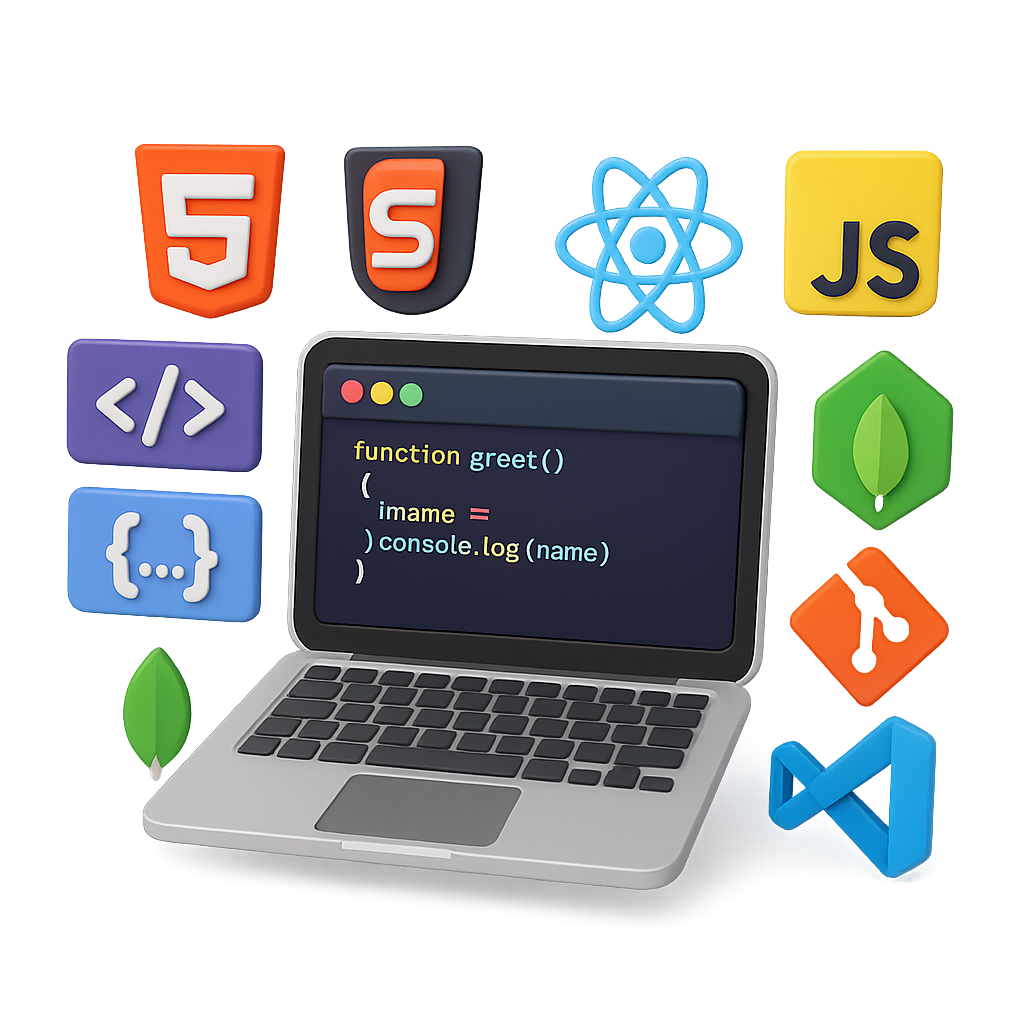 5
S
JS
</>
{...}
function greet()
(
imame =
)console.log(name)
)